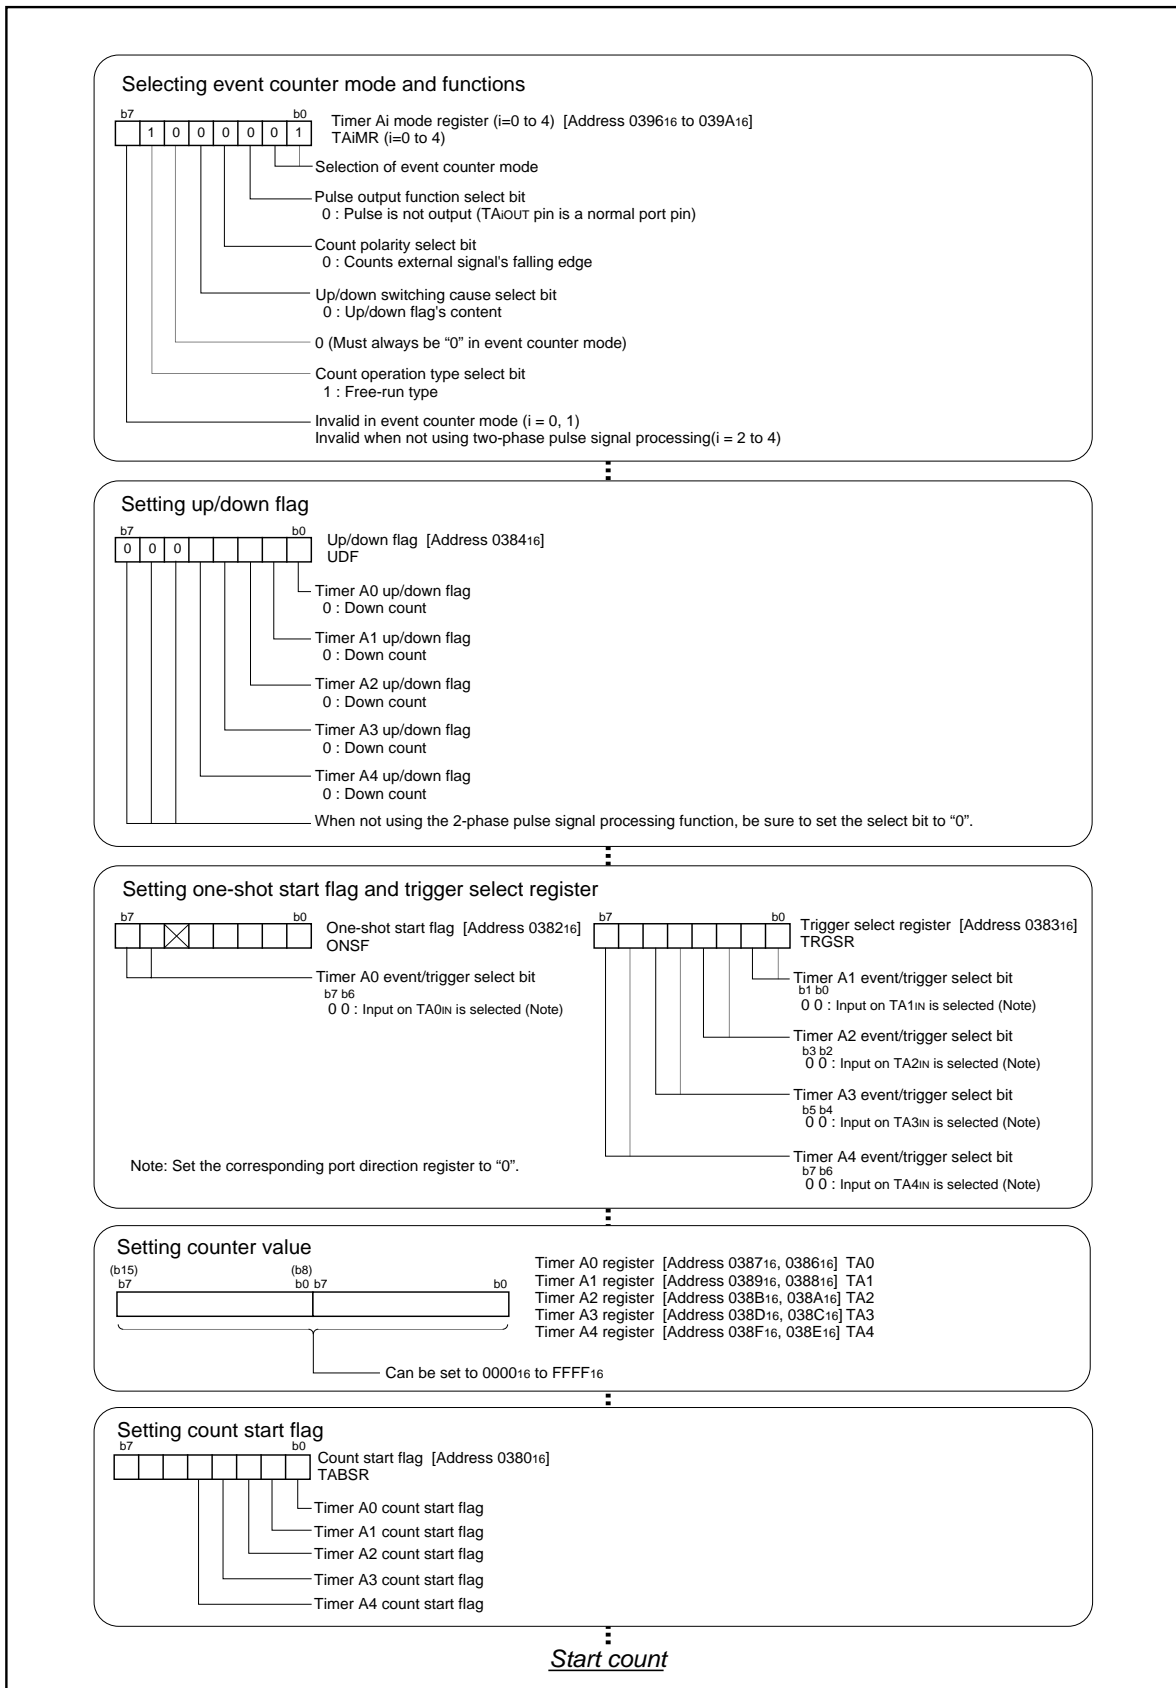 Selecting event counter mode and functions
b7 b0
1 0 0 0 0 0 1
Timer Ai mode register (i=0 to 4) [Address 039616 to 039A16]
TAiMR (i=0 to 4)
Selection of event counter mode
Pulse output function select bit
0 : Pulse is not output (TAiOUT pin is a normal port pin)
Count polarity select bit
0 : Counts external signal's falling edge
Up/down switching cause select bit
0 : Up/down flag's content
0 (Must always be “0” in event counter mode)
Count operation type select bit
1 : Free-run type
Invalid in event counter mode (i = 0, 1)
Invalid when not using two-phase pulse signal processing(i = 2 to 4)
Setting up/down flag
b7 b0
0 0 0
Up/down flag [Address 038416]
UDF
Timer A0 up/down flag
0 : Down count
Timer A1 up/down flag
0 : Down count
Timer A2 up/down flag
0 : Down count
Timer A3 up/down flag
0 : Down count
Timer A4 up/down flag
0 : Down count
When not using the 2-phase pulse signal processing function, be sure to set the select bit to “0”.
Setting one-shot start flag and trigger select register
b7 b0
One-shot start flag [Address 038216]
ONSF
Timer A0 event/trigger select bit
b7 b6
0 0 : Input on TA0IN is selected (Note)
b7 b0
Trigger select register [Address 038316]
TRGSR
Timer A1 event/trigger select bit
b1 b0
0 0 : Input on TA1IN is selected (Note)
Timer A2 event/trigger select bit
b3 b2
0 0 : Input on TA2IN is selected (Note)
Timer A3 event/trigger select bit
b5 b4
0 0 : Input on TA3IN is selected (Note)
Timer A4 event/trigger select bit
b7 b6
0 0 : Input on TA4IN is selected (Note)
Note: Set the corresponding port direction register to “0”.
Setting counter value
(b15) (b8)
b7 b0 b7 b0
Timer A0 register [Address 038716, 038616] TA0
Timer A1 register [Address 038916, 038816] TA1
Timer A2 register [Address 038B16, 038A16] TA2
Timer A3 register [Address 038D16, 038C16] TA3
Timer A4 register [Address 038F16, 038E16] TA4
Can be set to 000016 to FFFF16
Setting count start flag
b7 b0
Count start flag [Address 038016]
TABSR
Timer A0 count start flag
Timer A1 count start flag
Timer A2 count start flag
Timer A3 count start flag
Timer A4 count start flag
Start count